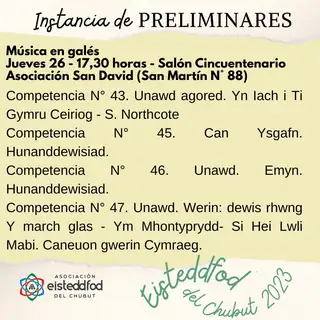 Instancia de PRELIMINARES
Música en galés
Jueves 26 - 17,30 horas - Salón Cincuentenario
Asociación San David (San Martín N° 88)
Competencia N° 43. Unawd agored. Yn Iach i Ti
Gymru Ceiriog - S. Northcote
Competencia N° 45. Can Ysgafn.
Hunanddewisiad.
Competencia N° 46. Unawd. Emyn.
Hunanddewisiad.
Competencia N° 47. Unawd. Werin: dewis rhwng
Y march glas - Ym Mhontyprydd- Si Hei Lwli
Mabi. Caneuon gwerin Cymraeg.
ASOCIACIÓN
eisteddfod
DEL CHUBUT
Eisteddfod
del Chubut 2023